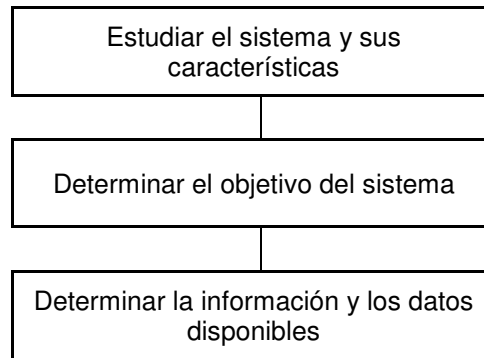 Estudiar el sistema y sus
características
Determinar el objetivo del sistema
Determinar la información y los datos
disponibles